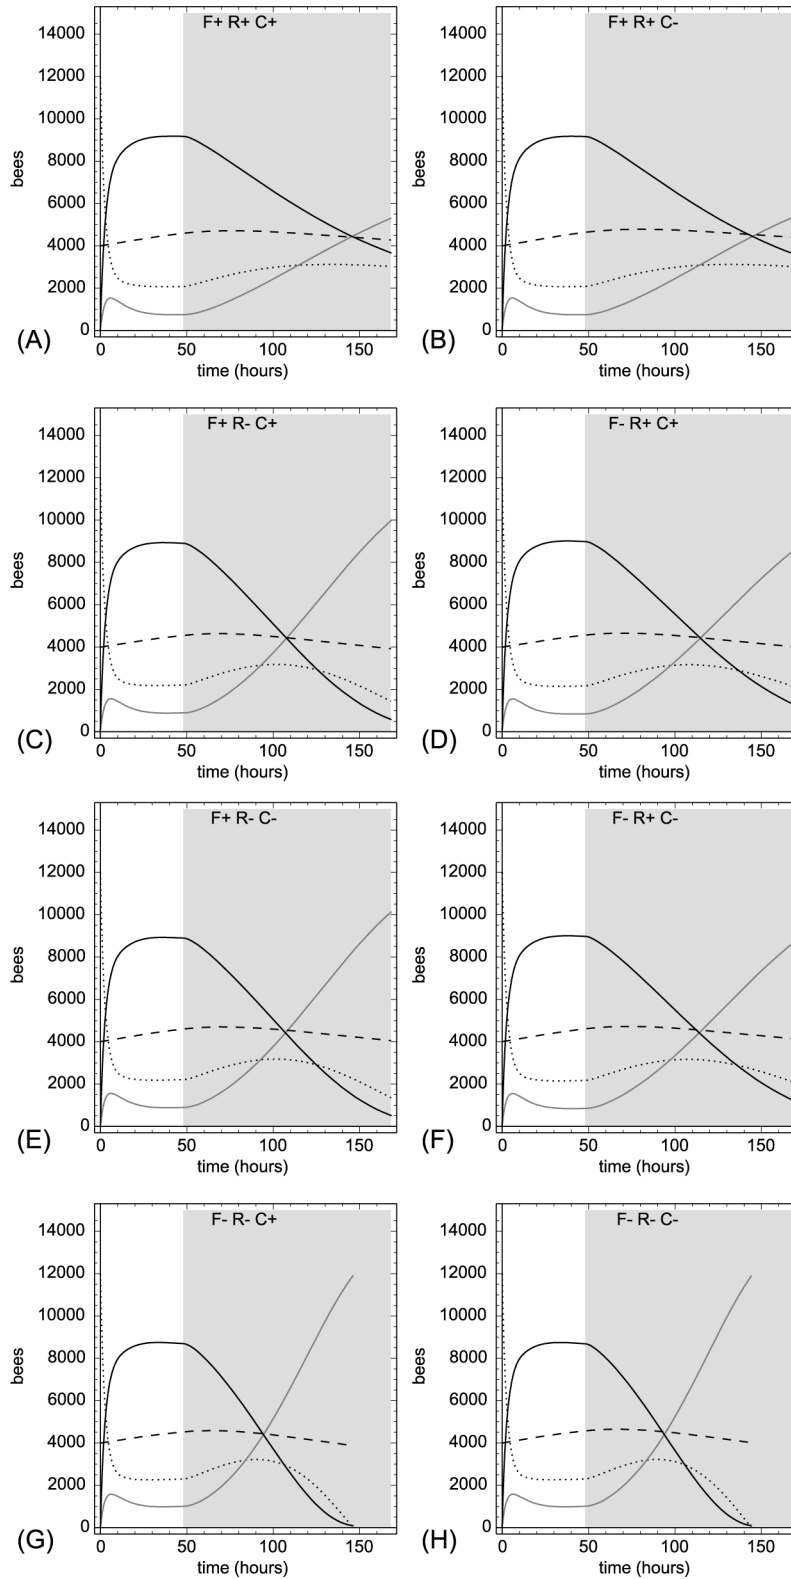 F+ R+ C+
14000
12000
10000
8000
6000
4000
2000
0
bees
0 50 100 150
time (hours)
(A)
F+ R+ C-
14000
12000
10000
8000
6000
4000
2000
0
bees
0 50 100 150
time (hours)
(B)
F+ R- C+
14000
12000
10000
8000
6000
4000
2000
0
bees
0 50 100 150
time (hours)
(C)
F- R+ C+
14000
12000
10000
8000
6000
4000
2000
0
bees
0 50 100 150
time (hours)
(D)
F+ R- C-
14000
12000
10000
8000
6000
4000
2000
0
bees
0 50 100 150
time (hours)
(E)
F- R+ C-
14000
12000
10000
8000
6000
4000
2000
0
bees
0 50 100 150
time (hours)
(F)
F- R- C+
14000
12000
10000
8000
6000
4000
2000
0
bees
0 50 100 150
time (hours)
(G)
F- R- C-
14000
12000
10000
8000
6000
4000
2000
0
bees
0 50 100 150
time (hours)
(H)